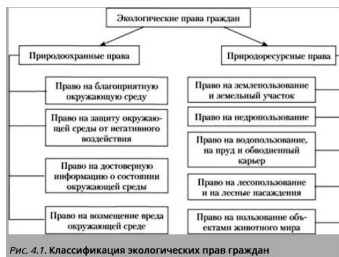 Экологические права граждан
Природоохранные права
Природоресурсные права
Право на благоприятную
окружающую среду
Право на защиту окружаю-
щей среды от негативного
воздействия
Право на достоверную
информацию о состоянии
окружающей среды
Право на возмещение вреда
окружающей среде
Право на землепользование
и земельный участок
Право на недропользование
Право на водопользование,
на пруд и обводненный
карьер
Право на лесопользование
и на лесные насаждения
Право на пользование объ-
ектами животного мира
Рис. 4.1. Классификация экологических прав граждан